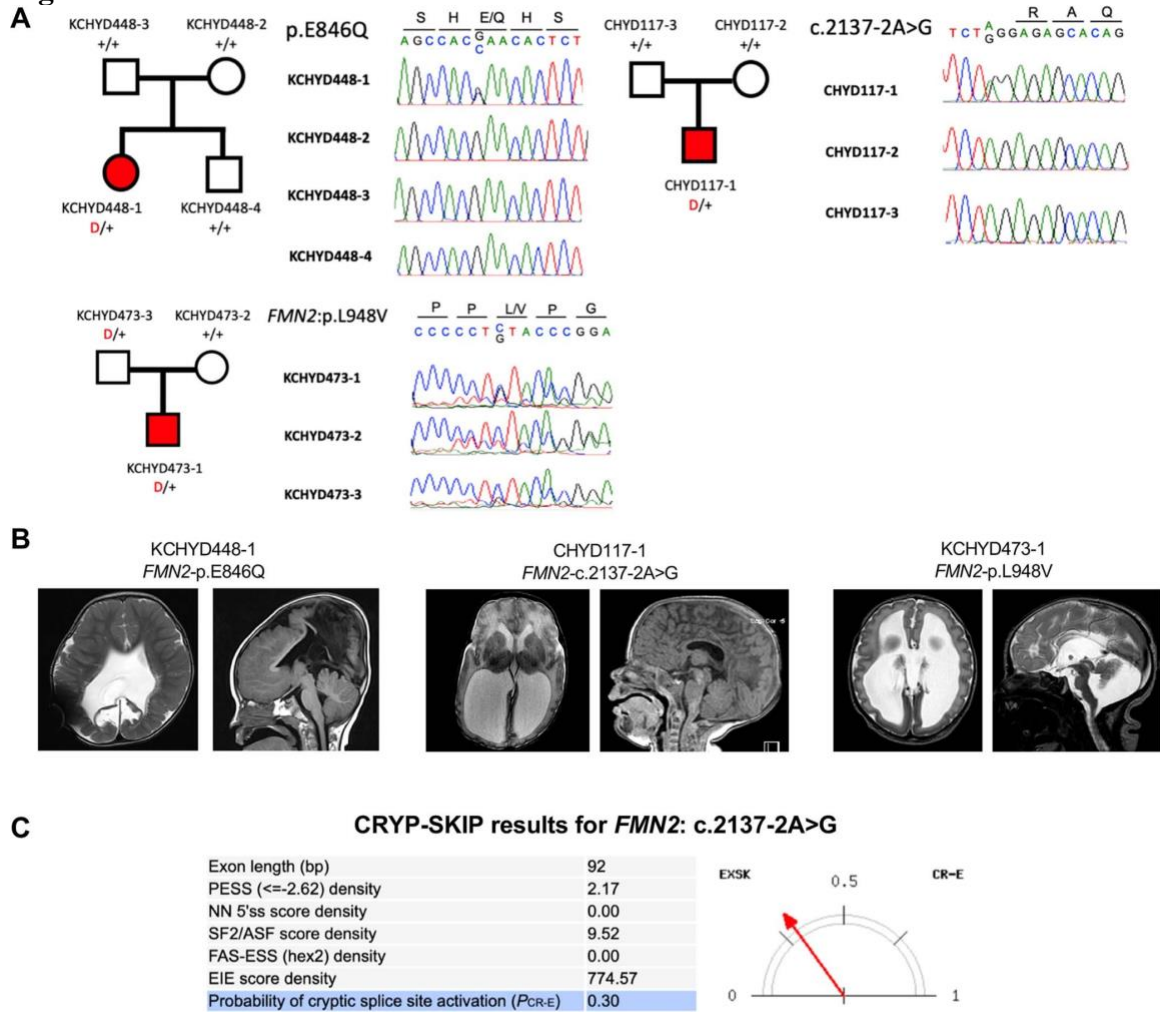 A
KCHYD448-3
+/+
KCHYD448-2
+/+
KCHYD448-1
D/+
KCHYD448-4
+/+
p.E846Q
S H E/Q H S
A G C C A C G A A C A C T C T
C
KCHYD448-1
KCHYD448-2
KCHYD448-3
KCHYD448-4
CHYD117-3
+/+
CHYD117-2
+/+
CHYD117-1
D/+
c.2137-2A>G
R A Q
T C T A G G A G A G C A C A G
G
CHYD117-1
CHYD117-2
CHYD117-3
KCHYD473-3
D/+
KCHYD473-2
+/+
KCHYD473-1
D/+
FMN2:p.L948V
P P L/V P G
C C C C C T C T A C C C G G A
G
KCHYD473-1
KCHYD473-2
KCHYD473-3
B
KCHYD448-1
FMN2-p.E846Q
CHYD117-1
FMN2-c.2137-2A>G
KCHYD473-1
FMN2-p.L948V
C
CRYP-SKIP results for FMN2: c.2137-2A>G
Exon length (bp) 92
PESS (<=-2.62) density 2.17
NN 5'ss score density 0.00
SF2/ASF score density 9.52
FAS-ESS (hex2) density 0.00
EIE score density 774.57
Probability of cryptic splice site activation (PCR-E) 0.30
EXSK 0.5 CR-E
0 1